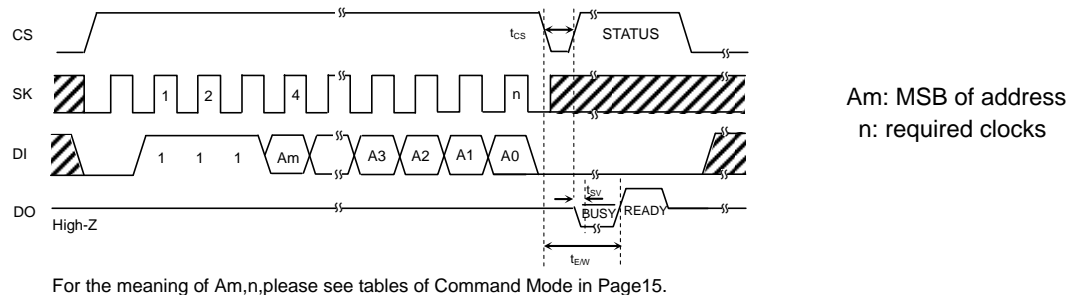 CS
tCS
STATUS
SK
1 2 4 n
DI
1 1 1 Am A3 A2 A1 A0
DO
High-Z
tSV
BUSY READY
tE/W
Am: MSB of address
n: required clocks
For the meaning of Am,n,please see tables of Command Mode in Page15.